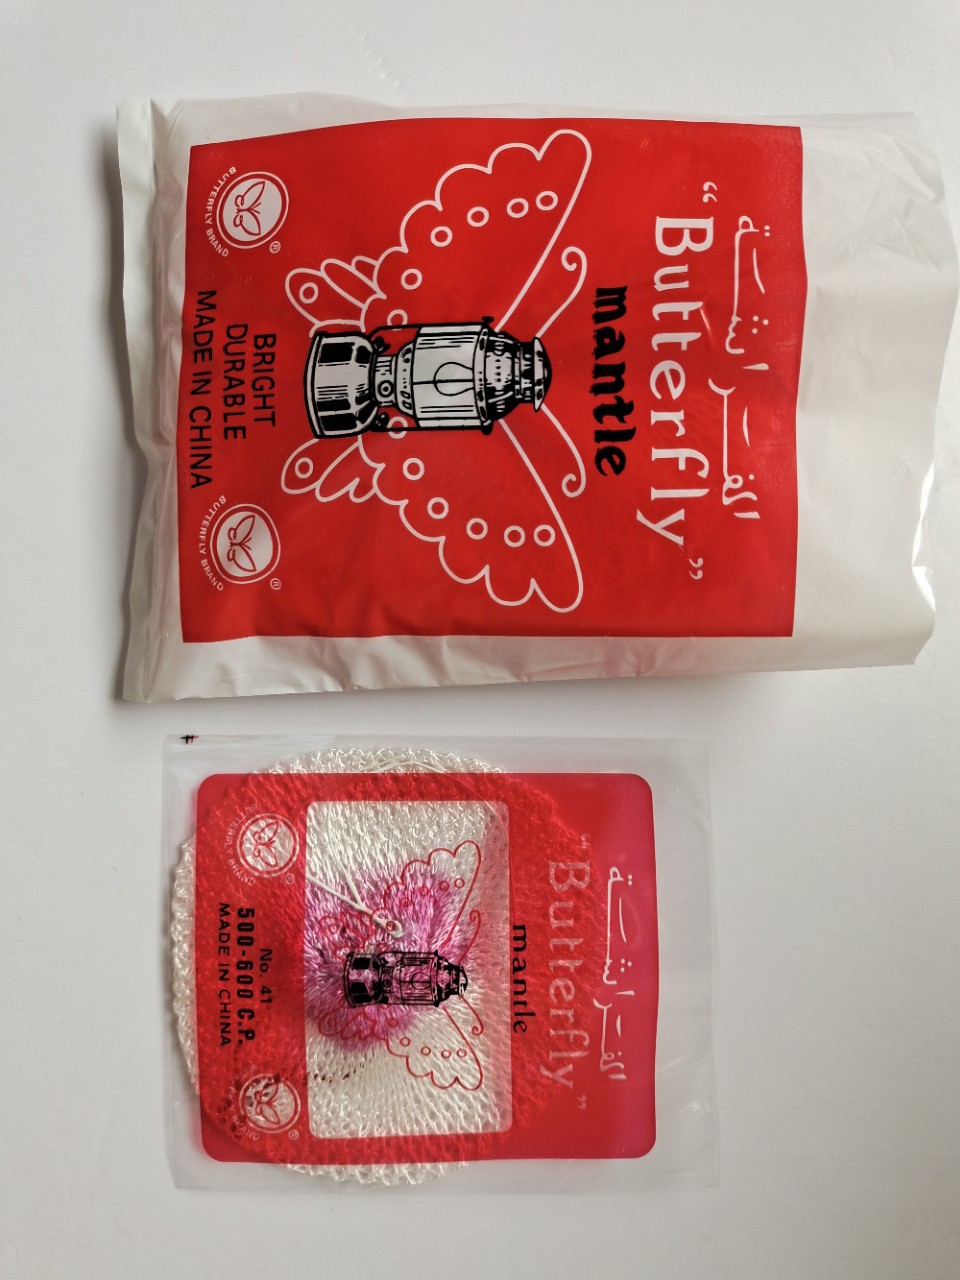 الفراشة
“Butterfly”
mantle
BRIGHT
DURABLE
MADE IN CHINA
BUTTERFLY BRAND ®
BUTTERFLY BRAND ®
الفراشة
“Butterfly”
mantle
No. 41
500-600 C.P.
MADE IN CHINA
BUTTERFLY BRAND ®
®